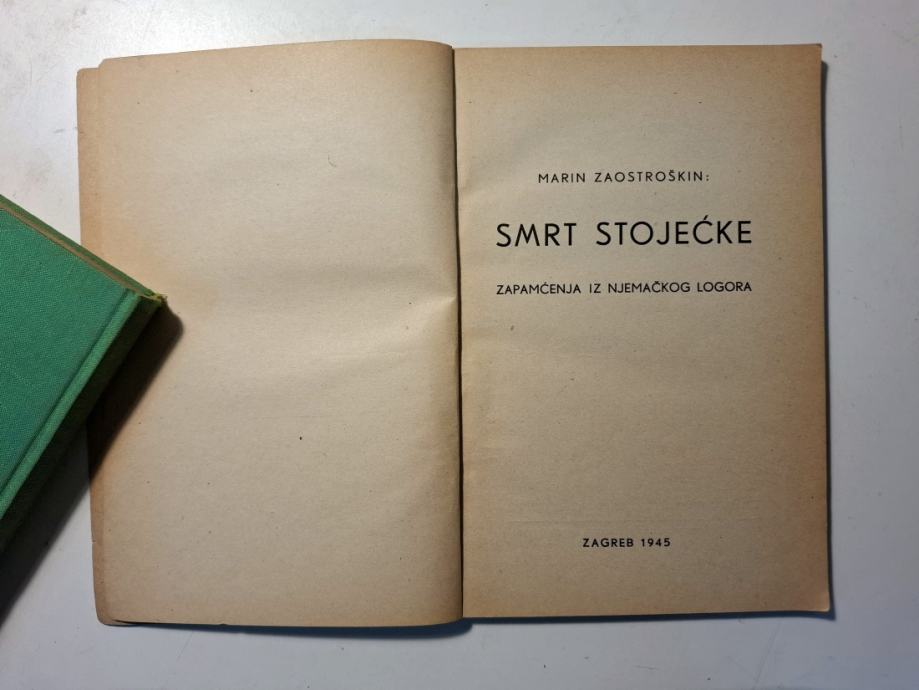 MARIN ZAOSTROŠKIN:
SMRT STOJEĆKE
ZAPAMĆENJA IZ NJEMAČKOG LOGORA
ZAGREB 1945